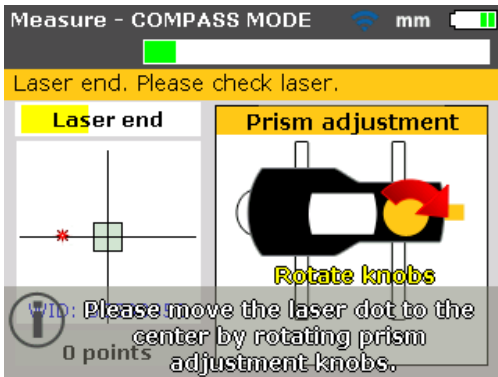 Measure - COMPASS MODE mm
Laser end. Please check laser.
Laser end
Prism adjustment
Rotate knobs
WID:
Please move the laser dot to the
center by rotating prism
adjustment knobs.
0 points